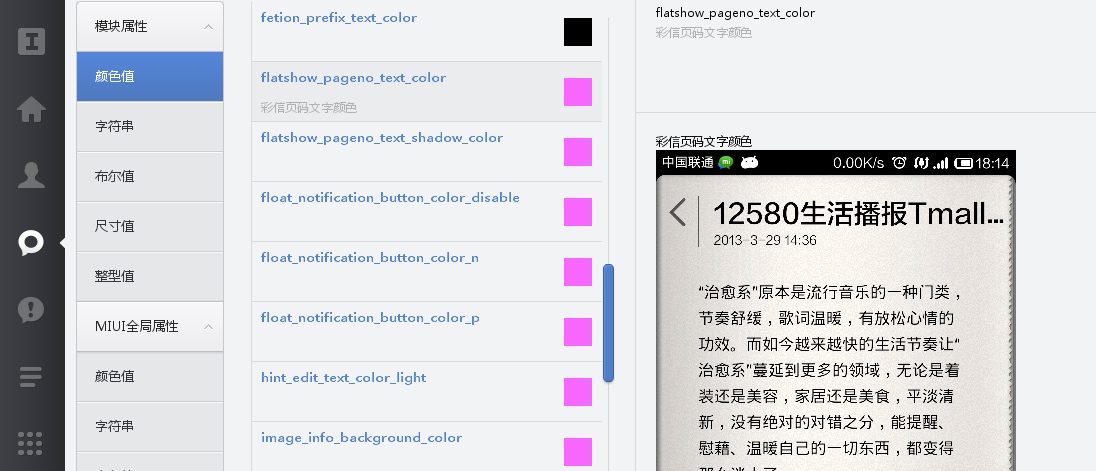 模块属性
颜色值
字符串
布尔值
尺寸值
整型值
MIUI全局属性
颜色值
字符串
fetion_prefix_text_color
flatshow_pageno_text_color
彩信页码文字颜色
flatshow_pageno_text_shadow_color
float_notification_button_color_disable
float_notification_button_color_n
float_notification_button_color_p
hint_edit_text_color_light
image_info_background_color
flatshow_pageno_text_color
彩信页码文字颜色
彩信页码文字颜色
中国联通 mi 0.00K/s 18:14
12580生活播报Tmall...
2013-3-29 14:36
“治愈系”原本是流行音乐的一种门类，
节奏舒缓，歌词温暖，有放松心情的
功效。而如今越来越快的生活节奏让“
治愈系”蔓延到更多的领域，无论是着
装还是美容，家居还是美食，平淡清
新，没有绝对的对错之分，能提醒、
慰藉、温暖自己的一切东西，都变得